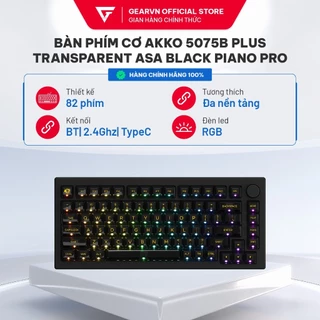 GEARVN OFFICIAL STORE
GIAN HÀNG CHÍNH THỨC
BÀN PHÍM CƠ AKKO 5075B PLUS
TRANSPARENT ASA BLACK PIANO PRO
HÀNG CHÍNH HÃNG 100%
Thiết kế
82 phím
Tương thích
Đa nền tảng
Kết nối
BT| 2.4Ghz| TypeC
Đèn led
RGB